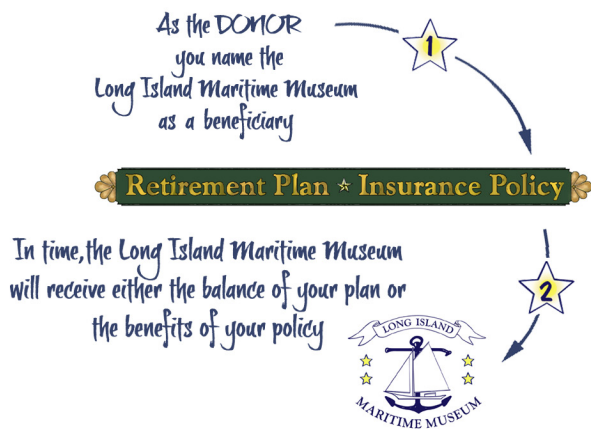 As the DONOR
you name the
Long Island Maritime Museum
as a beneficiary
1
Retirement Plan ☆ Insurance Policy
In time,the Long Island Maritime Museum
will receive either the balance of your plan or
the benefits of your policy
2
LONG ISLAND
MARITIME MUSEUM